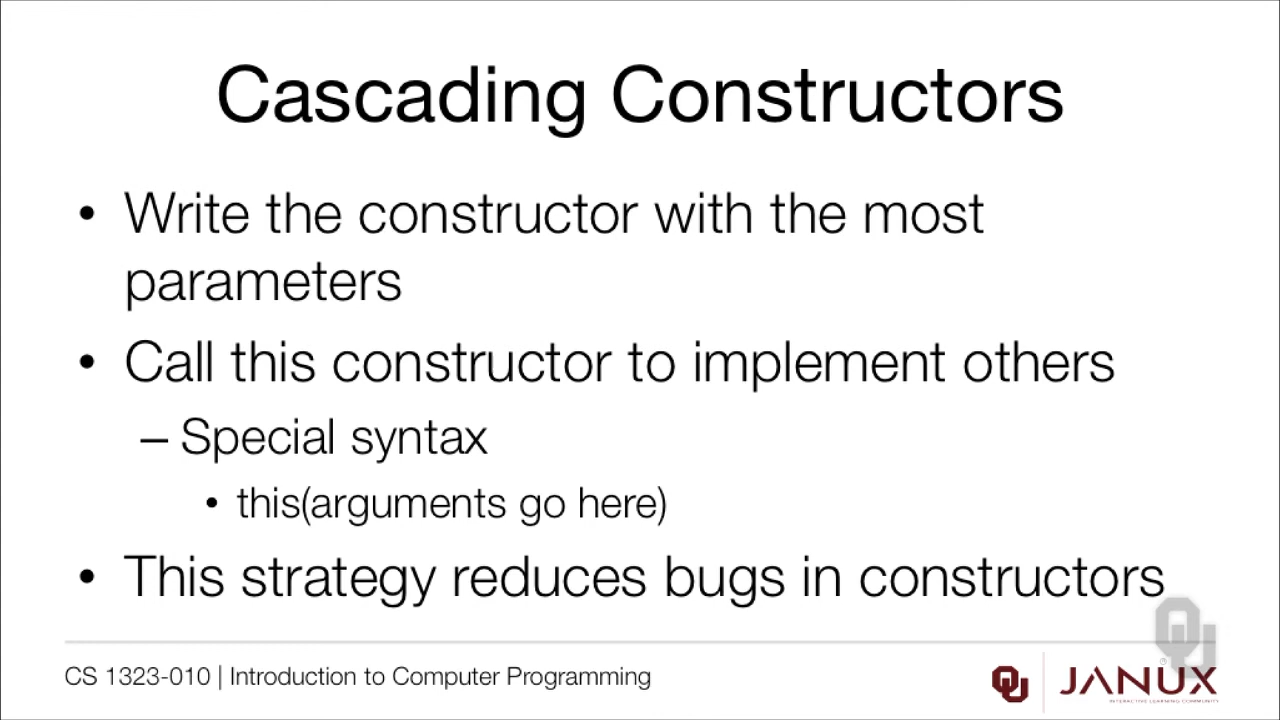 Cascading Constructors
• Write the constructor with the most
parameters
• Call this constructor to implement others
– Special syntax
• this(arguments go here)
• This strategy reduces bugs in constructors
CS 1323-010 | Introduction to Computer Programming
JANUX
INTERACTIVE LEARNING COMMUNITY